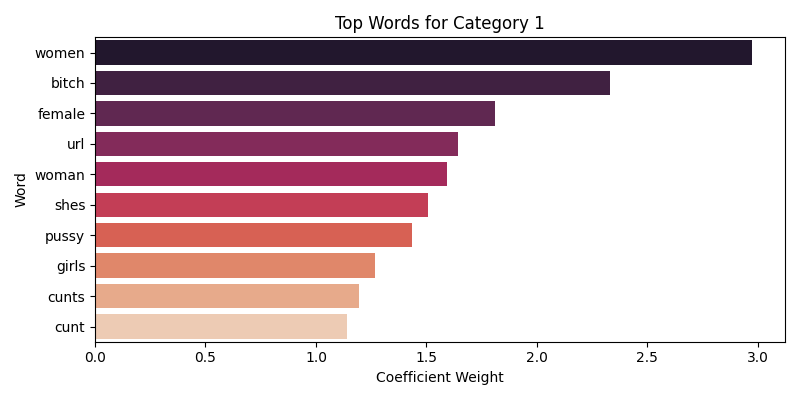 Top Words for Category 1
Word
women
bitch
female
url
woman
shes
pussy
girls
cunts
cunt
0.0 0.5 1.0 1.5 2.0 2.5 3.0
Coefficient Weight